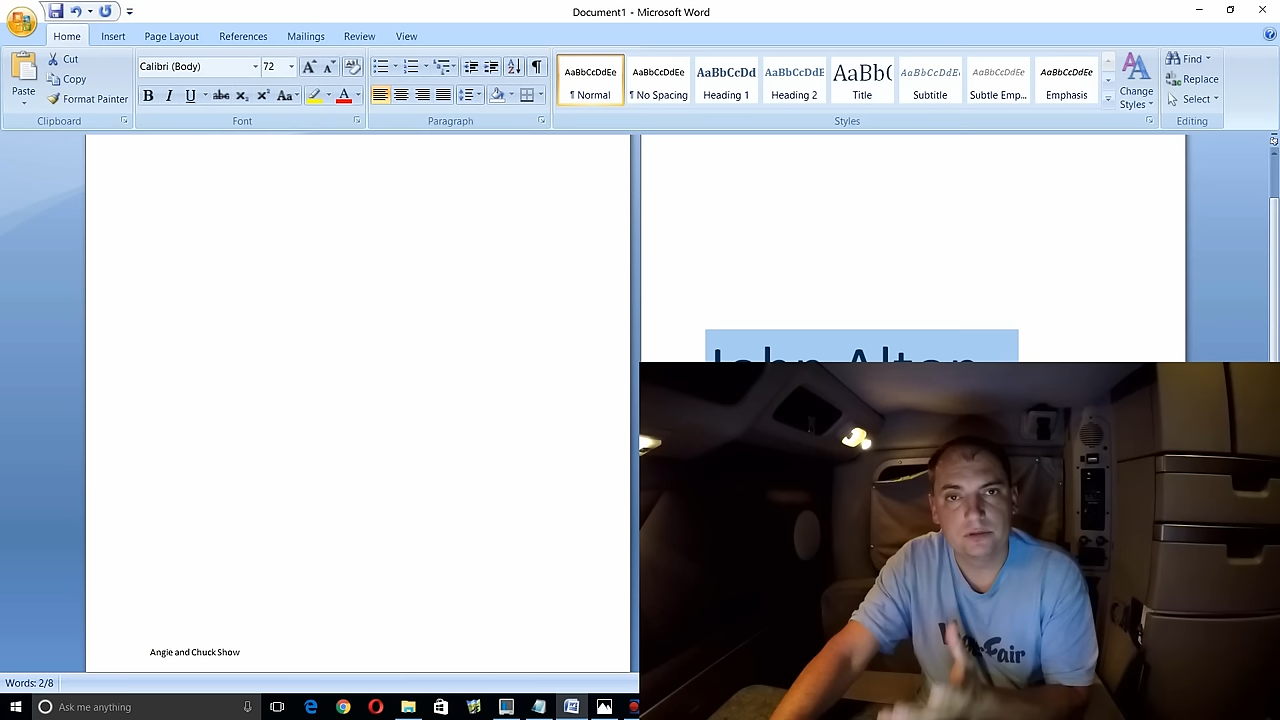 Document1 - Microsoft Word
Home Insert Page Layout References Mailings Review View
Paste
Cut
Copy
Format Painter
Clipboard
Calibri (Body) 72
Font
Paragraph
AaBbCcDdEe AaBbCcDdEe AaBbCcDd AaBbCcDdE AaBb( AaBbCcDdE AaBbCcDdEe AaBbCcDdEe
¶ Normal ¶ No Spacing Heading 1 Heading 2 Title Subtitle Subtle Emp... Emphasis
Styles
Change
Styles
Find
Replace
Select
Editing
John Alton
Angie and Chuck Show
Words: 2/8
Ask me anything